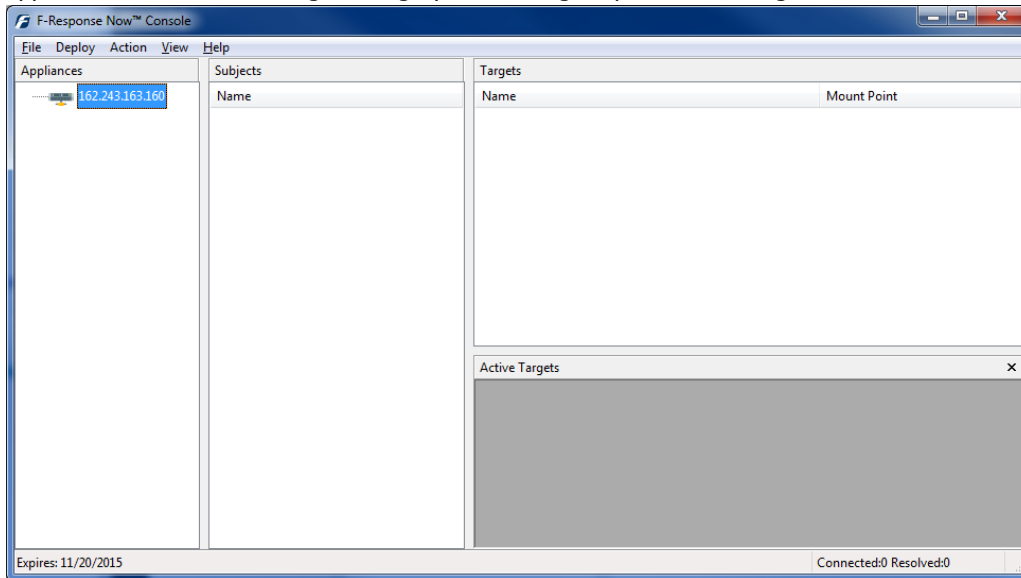 F-Response Now™ Console
File Deploy Action View Help
Appliances
162.243.163.160
Subjects
Name
Targets
Name Mount Point
Active Targets
Expires: 11/20/2015
Connected:0 Resolved:0